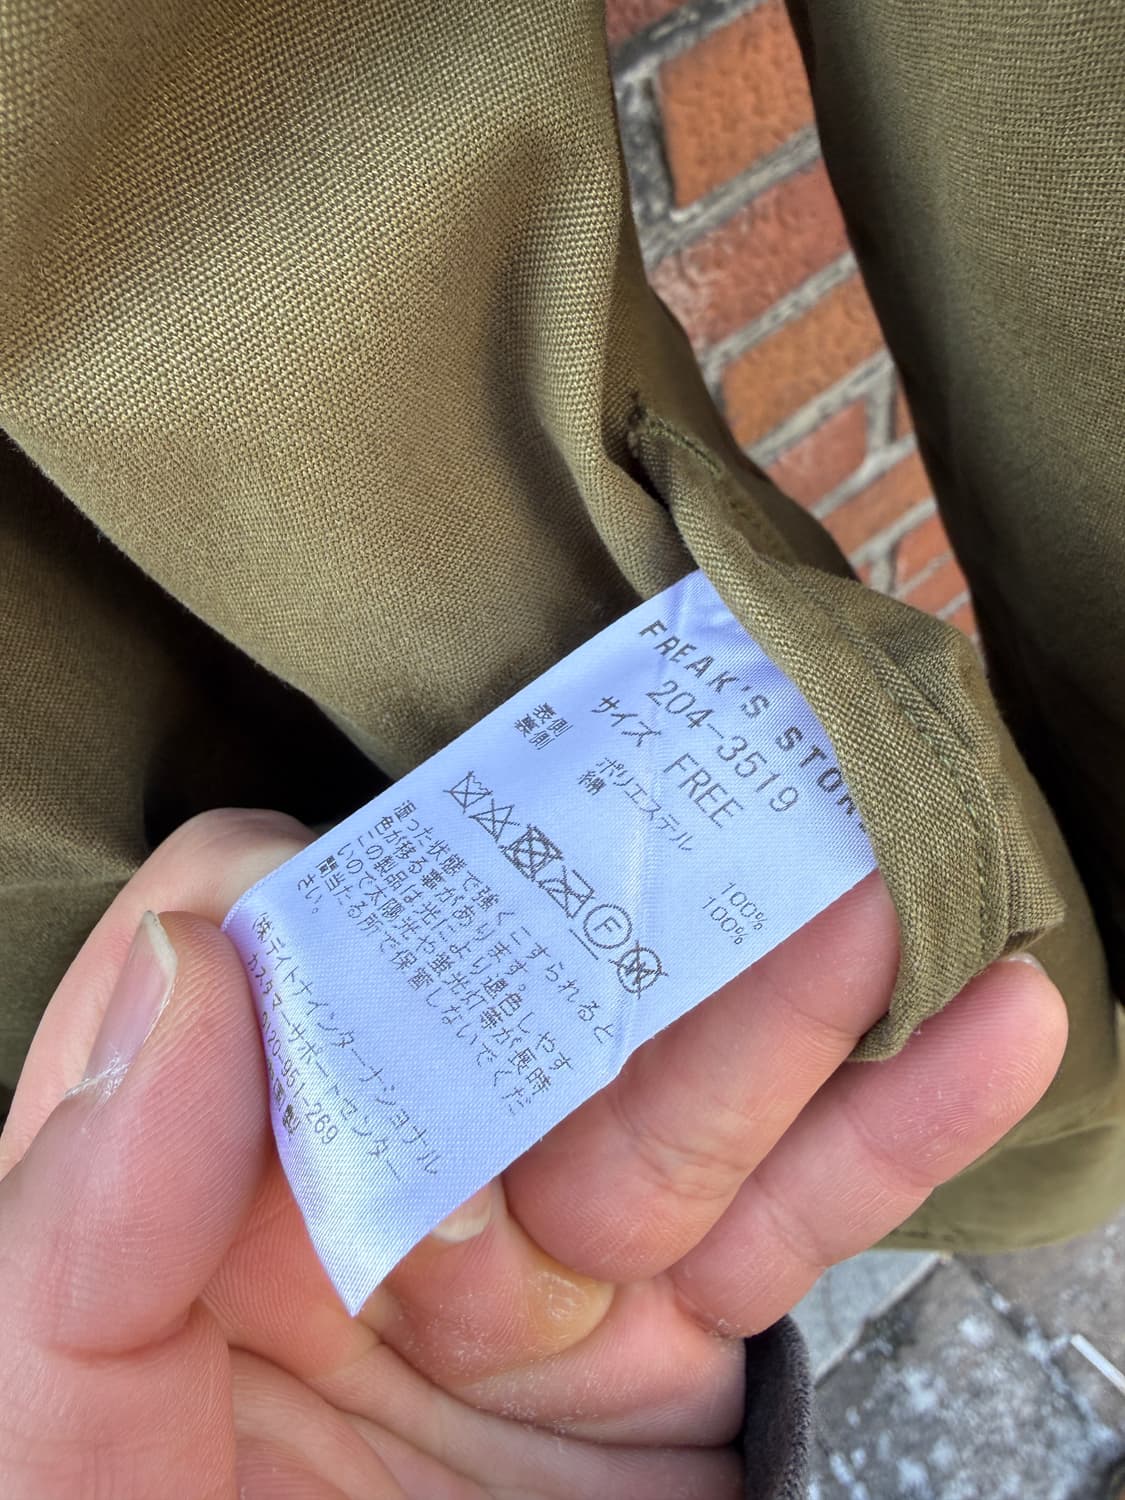 FREAK'S STOR
204-3519
サイズ FREE
表側 ポリエステル 100%
裏側 綿 100%
F
W
湿った状態で強くこすられると
色が移る事があります。
この製品は光により退色しやす
いので太陽光や蛍光灯等が長時
間当たる所で保管しないでくだ
さい。
(株)デイトナインターナショナル
カスタマーサポートセンター
0120-951-269
国製